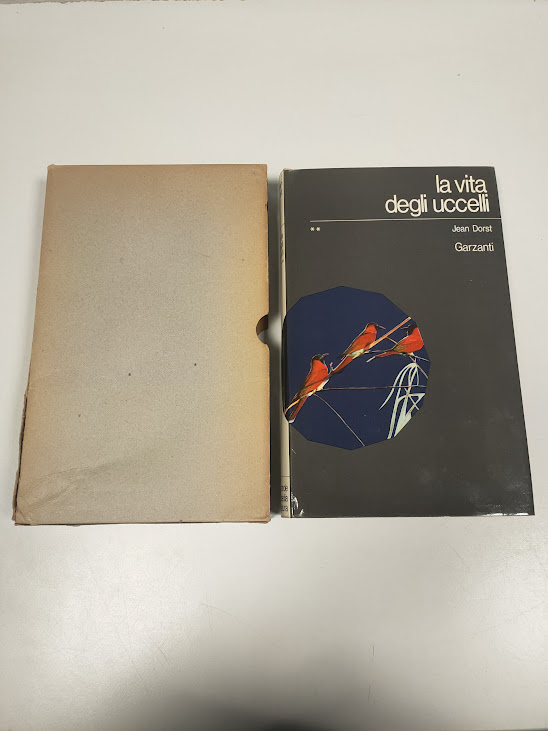 la vita
degli uccelli
**
Jean Dorst
Garzanti